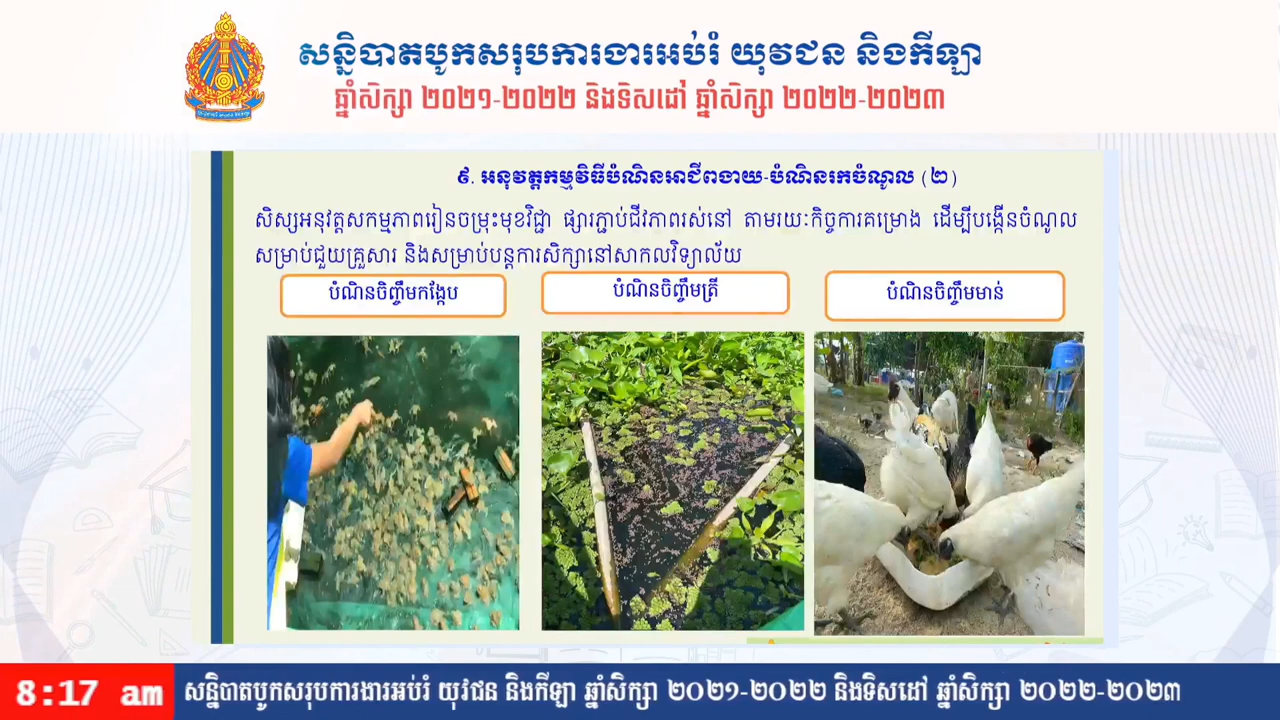 សន្និបាតបូកសរុបការងារអប់រំ យុវជន និងកីឡា
ឆ្នាំសិក្សា ២០២១-២០២២ និងទិសដៅ ឆ្នាំសិក្សា ២០២២-២០២៣
៩. អនុវត្តកម្មវិធីបំណិនអាជីពងាយ-បំណិនរកចំណូល (២)
សិស្សអនុវត្តសកម្មភាពរៀនចម្រុះមុខវិជ្ជា ផ្សារភ្ជាប់ជីវភាពរស់នៅ តាមរយៈកិច្ចការគម្រោង ដើម្បីបង្កើនចំណូល
សម្រាប់ជួយគ្រួសារ និងសម្រាប់បន្តការសិក្សានៅសាកលវិទ្យាល័យ
បំណិនចិញ្ចឹមកង្កែប
បំណិនចិញ្ចឹមត្រី
បំណិនចិញ្ចឹមមាន់
8:17 am
សន្និបាតបូកសរុបការងារអប់រំ យុវជន និងកីឡា ឆ្នាំសិក្សា ២០២១-២០២២ និងទិសដៅ ឆ្នាំសិក្សា ២០២២-២០២៣